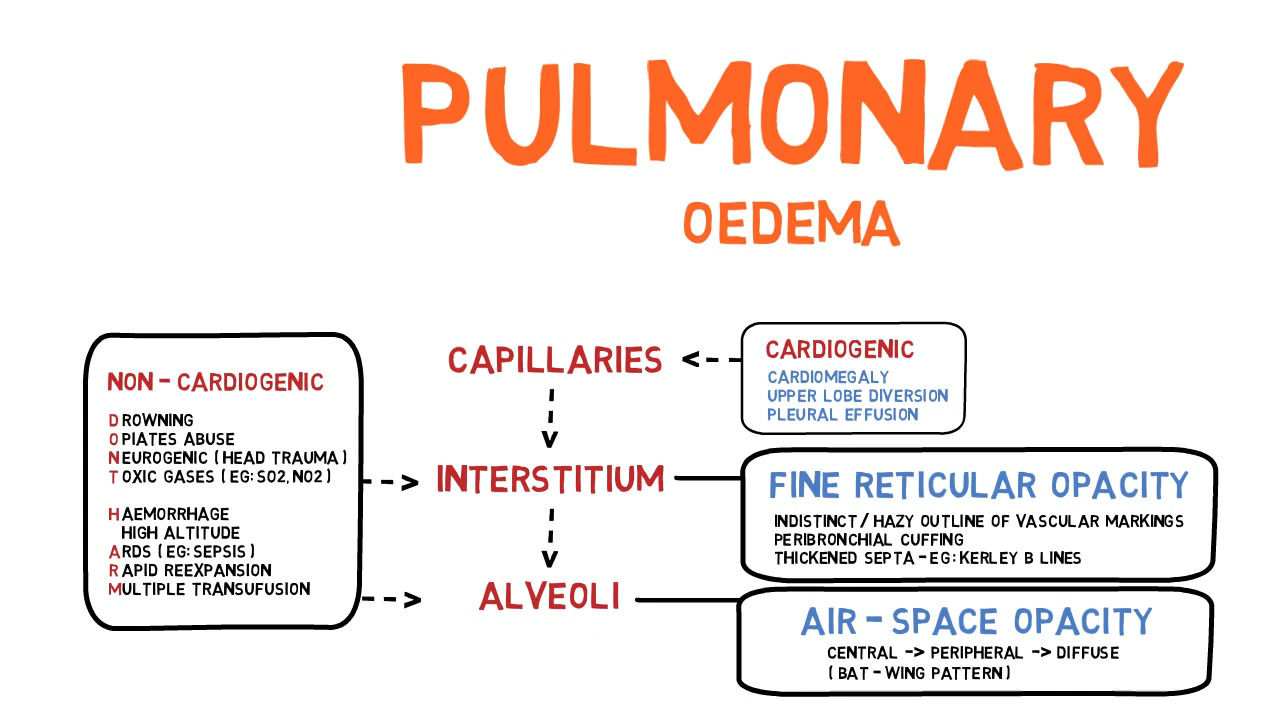 PULMONARY
OEDEMA
NON - CARDIOGENIC
DROWNING
OPIATES ABUSE
NEUROGENIC (HEAD TRAUMA)
TOXIC GASES (EG: SO2, NO2)
HAEMORRHAGE
HIGH ALTITUDE
ARDS (EG: SEPSIS)
RAPID REEXPANSION
MULTIPLE TRANSUFUSION
CAPILLARIES
INTERSTITIUM
ALVEOLI
CARDIOGENIC
CARDIOMEGALY
UPPER LOBE DIVERSION
PLEURAL EFFUSION
FINE RETICULAR OPACITY
INDISTINCT / HAZY OUTLINE OF VASCULAR MARKINGS
PERIBRONCHIAL CUFFING
THICKENED SEPTA - EG: KERLEY B LINES
AIR - SPACE OPACITY
CENTRAL -> PERIPHERAL -> DIFFUSE
(BAT - WING PATTERN)